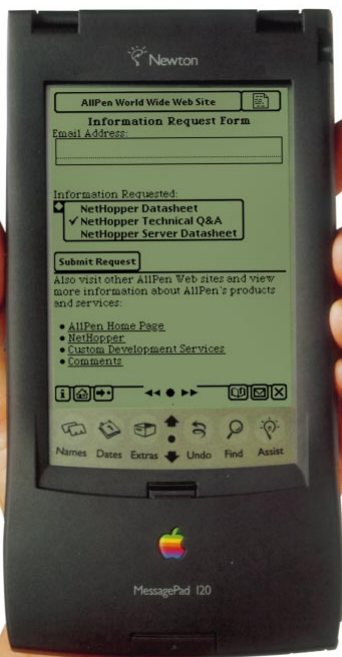 Newton
AllPen World Wide Web Site
Information Request Form
Email Address:
Information Requested:
NetHopper Datasheet
✓ NetHopper Technical Q&A
NetHopper Server Datasheet
Submit Request
Also visit other AllPen Web sites and view
more information about AllPen's products
and services:
• AllPen Home Page
• NetHopper
• Custom Development Services
• Comments
Names Dates Extras Undo Find Assist
MessagePad 120